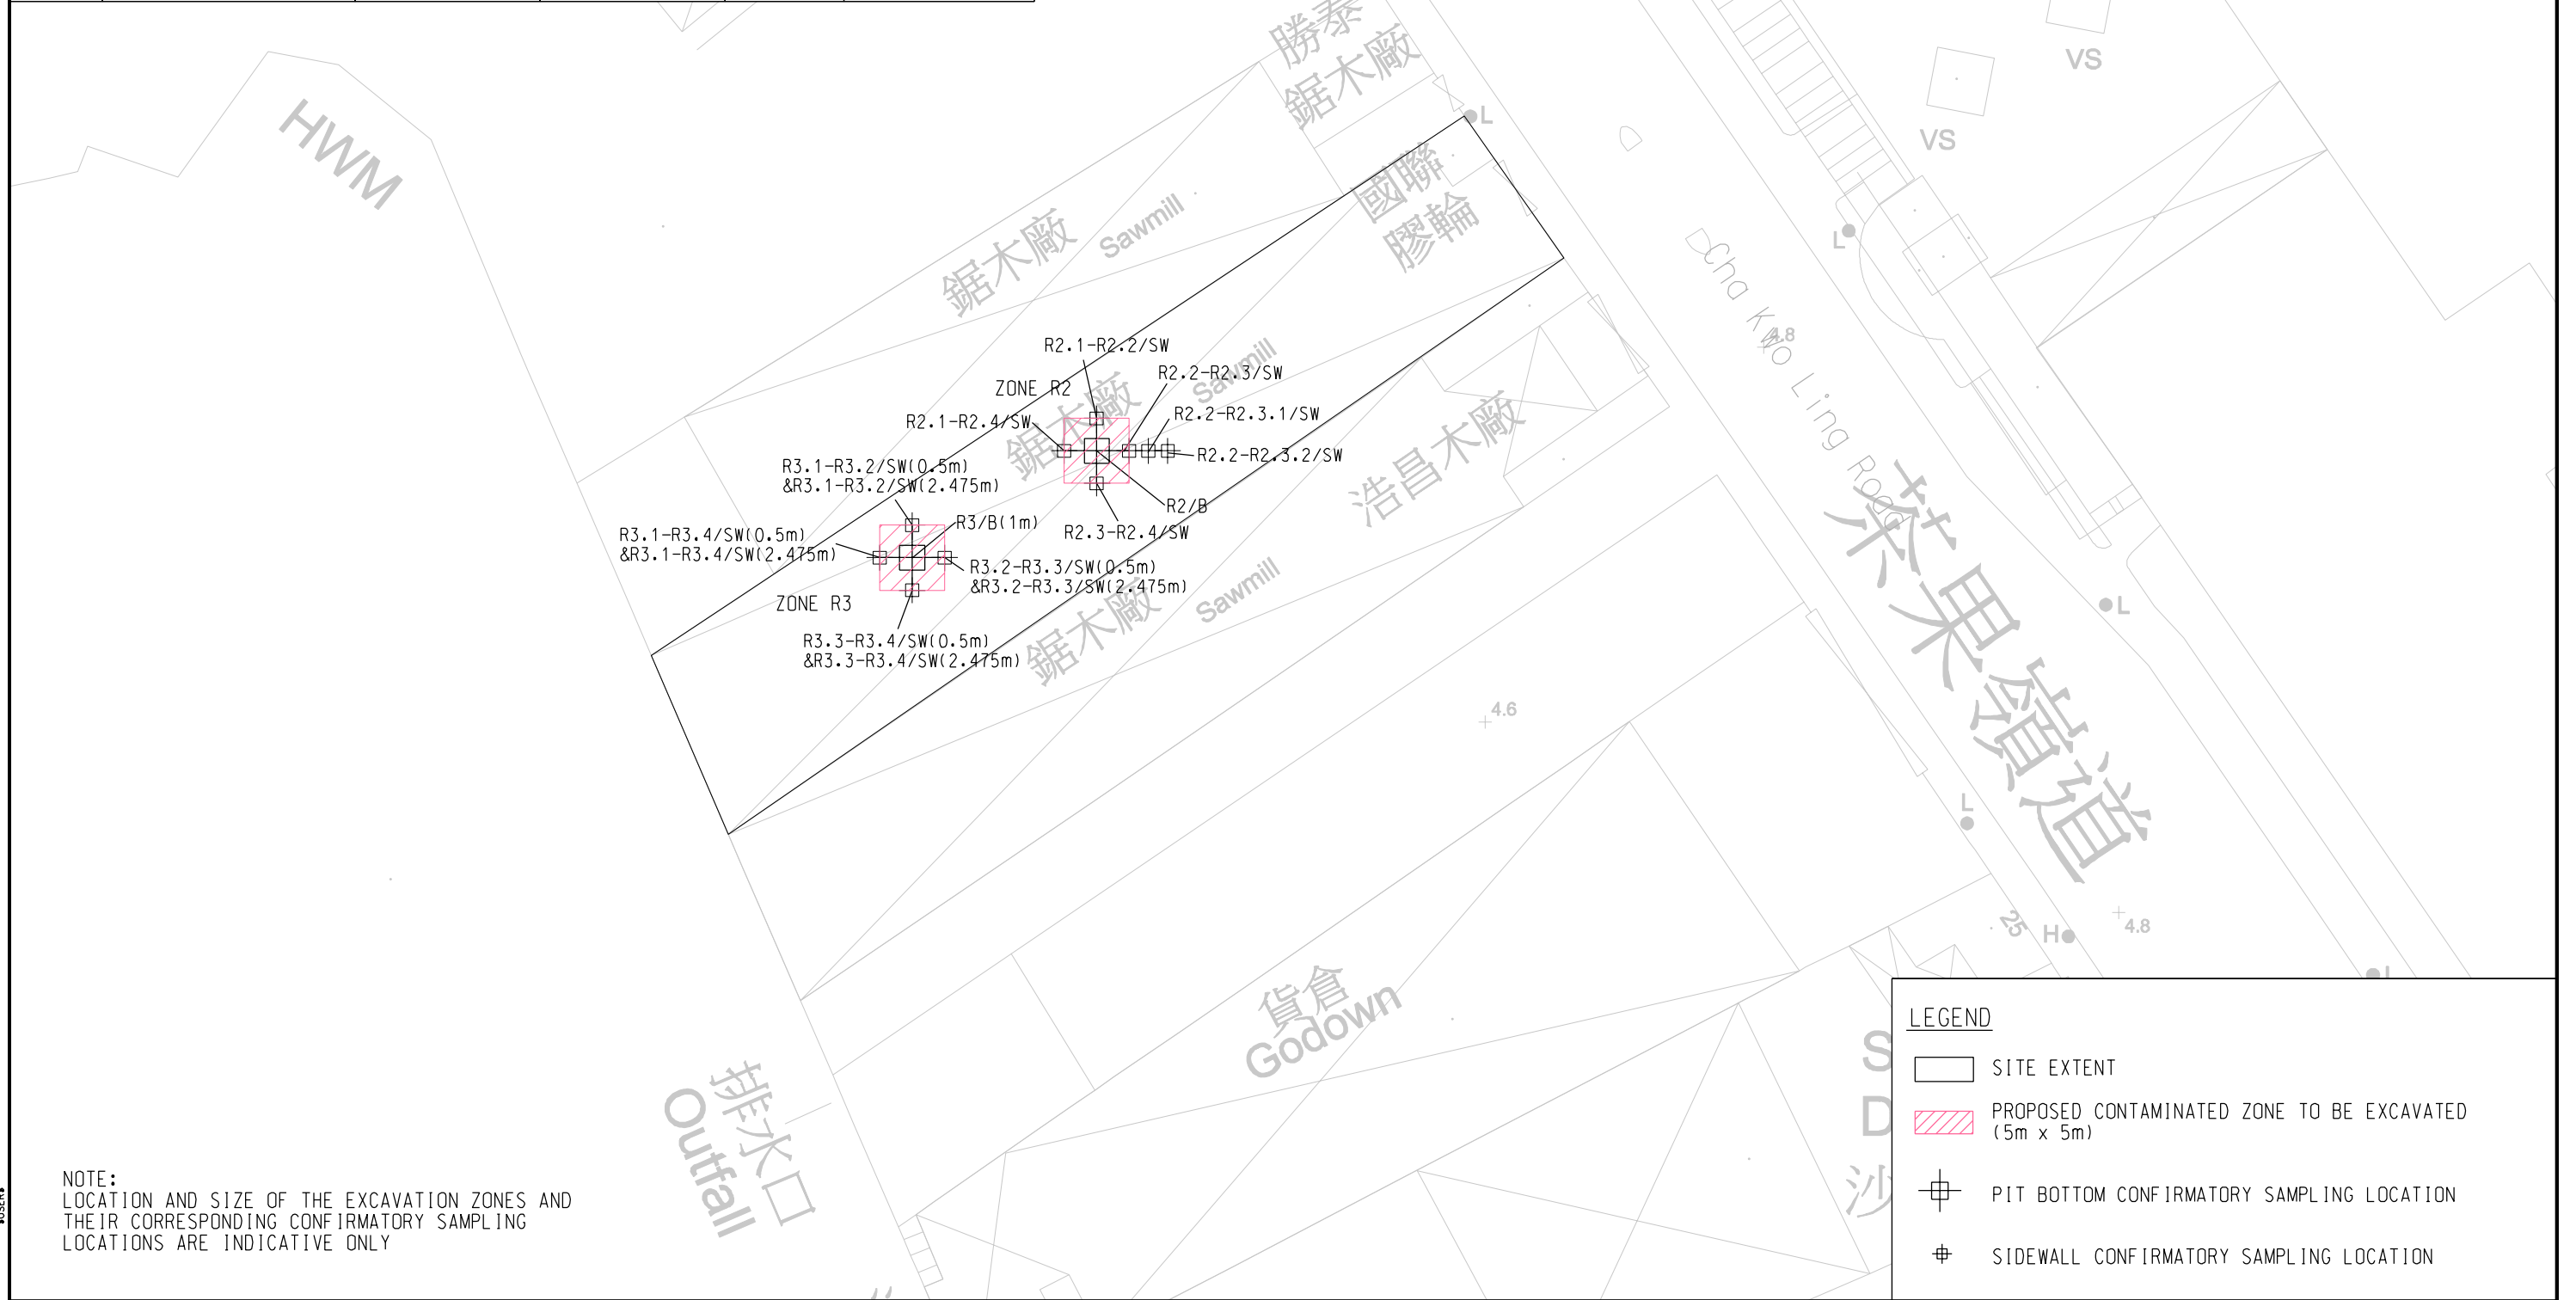 勝泰
鋸木廠
VS
VS
HWM
L
國聯
膠輪
鋸木廠 Sawmill
L
Cha Kwo Ling Road
4.8
R2.1-R2.2/SW
ZONE R2
R2.2-R2.3/SW
鋸木廠 Sawmill
R2.1-R2.4/SW
R2.2-R2.3.1/SW
R2.2-R2.3.2/SW
浩昌木廠
R3.1-R3.2/SW(0.5m)
&R3.1-R3.2/SW(2.475m)
R2/B
R3/B(1m)
R2.3-R2.4/SW
R3.1-R3.4/SW(0.5m)
&R3.1-R3.4/SW(2.475m)
R3.2-R3.3/SW(0.5m)
&R3.2-R3.3/SW(2.475m)
ZONE R3
鋸木廠 Sawmill
R3.3-R3.4/SW(0.5m)
&R3.3-R3.4/SW(2.475m)
茶果嶺道
L
4.6
L
25
H
4.8
L
貨倉
Godown
排水口
Outfall
S
D
沙
NOTE:
LOCATION AND SIZE OF THE EXCAVATION ZONES AND
THEIR CORRESPONDING CONFIRMATORY SAMPLING
LOCATIONS ARE INDICATIVE ONLY
LEGEND
SITE EXTENT
PROPOSED CONTAMINATED ZONE TO BE EXCAVATED
(5m x 5m)
PIT BOTTOM CONFIRMATORY SAMPLING LOCATION
SIDEWALL CONFIRMATORY SAMPLING LOCATION